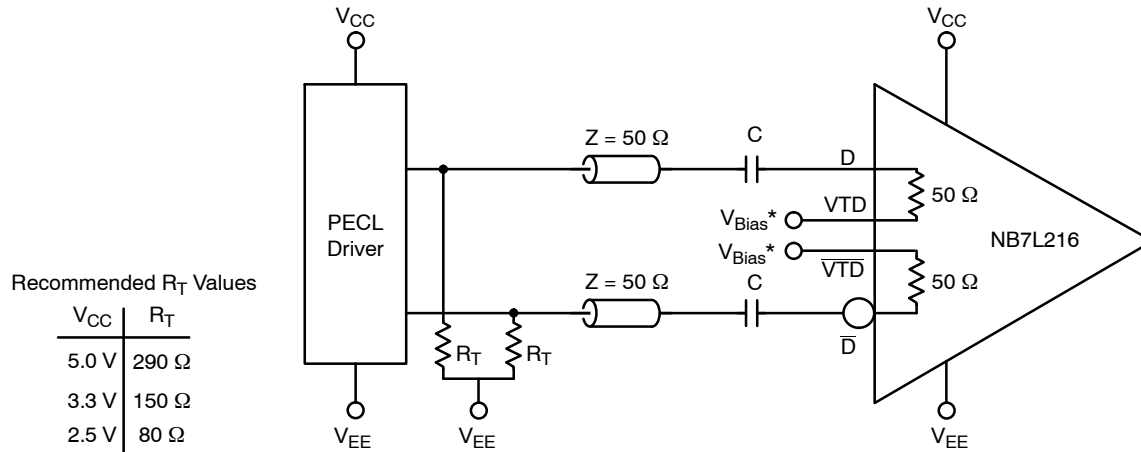 V_CC
V_CC
Z = 50 Ω
C
D
50 Ω
VTD
V_Bias*
PECL
Driver
NB7L216
V_Bias*
V̅T̅D̅
50 Ω
Z = 50 Ω
C
D̅
Recommended R_T Values
V_CC R_T
5.0 V 290 Ω
3.3 V 150 Ω
2.5 V 80 Ω
R_T
R_T
V_EE
V_EE
V_EE